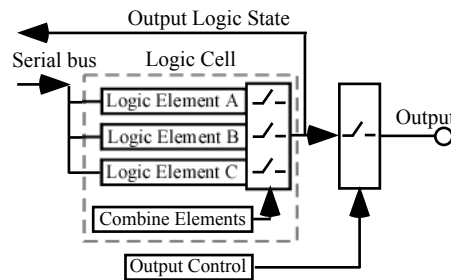 Output Logic State
Serial bus
Logic Cell
Logic Element A
Logic Element B
Logic Element C
Combine Elements
Output
Output Control